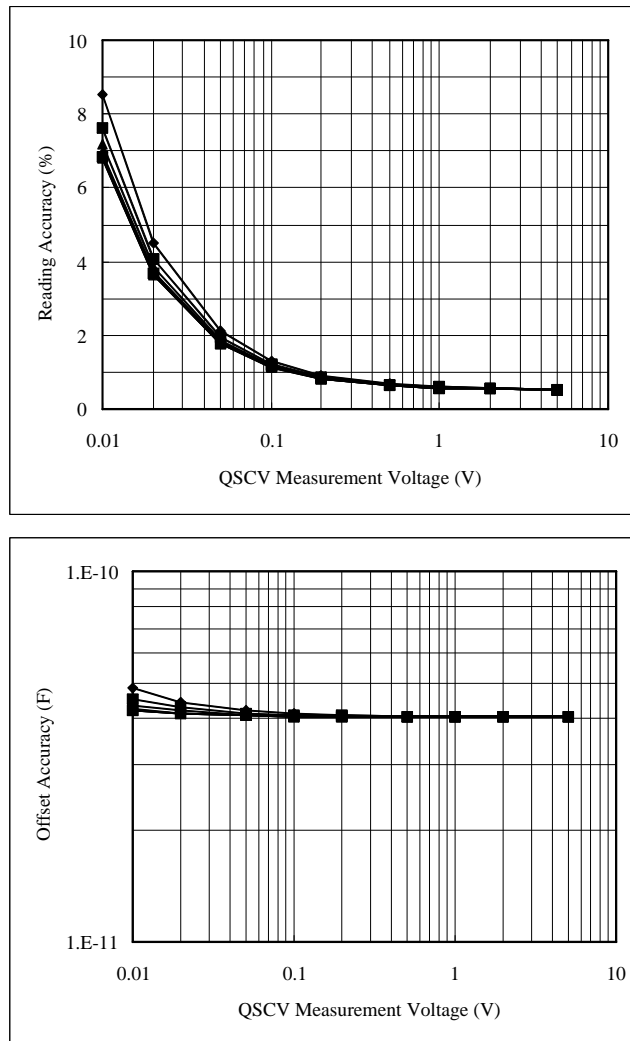 10
8
6
4
2
0
Reading Accuracy (%)
0.01 0.1 1 10
QSCV Measurement Voltage (V)
1.E-10
Offset Accuracy (F)
1.E-11
0.01 0.1 1 10
QSCV Measurement Voltage (V)